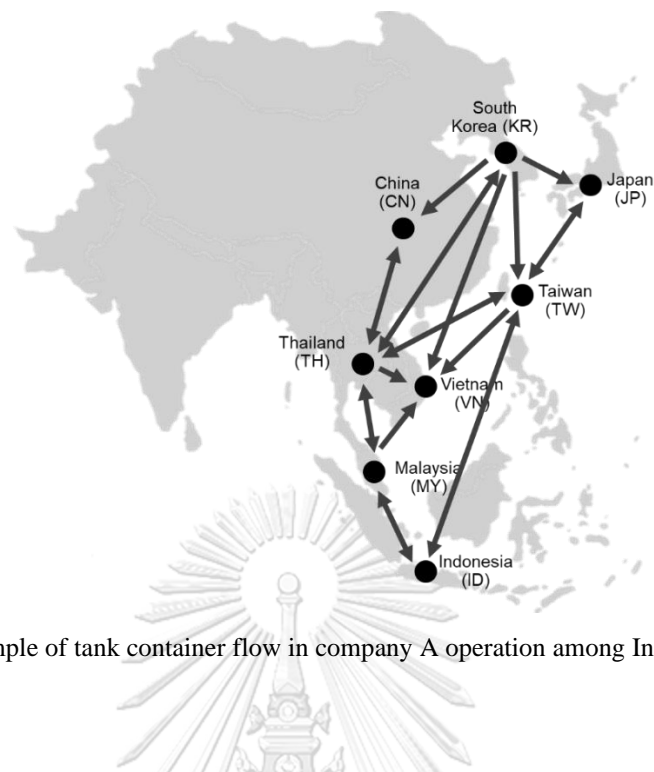 South
Korea (KR)
China
(CN)
Japan
(JP)
Taiwan
(TW)
Thailand
(TH)
Vietnam
(VN)
Malaysia
(MY)
Indonesia
(ID)
nple of tank container flow in company A operation among In